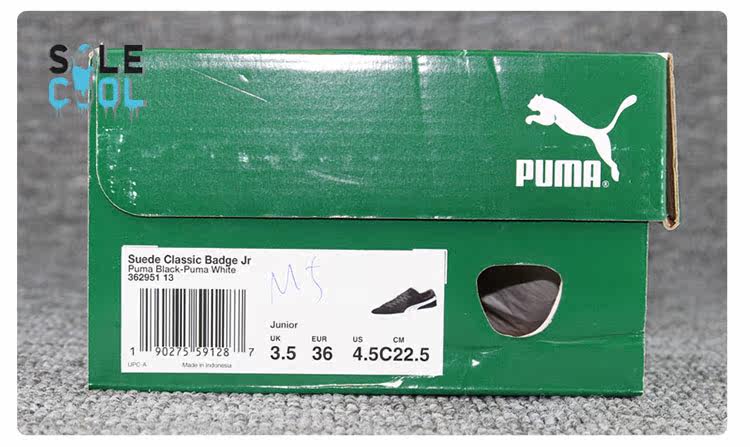 SOLE
COOL
PUMA®
Suede Classic Badge Jr
Puma Black-Puma White
362951 13
M5
Junior
UK EUR US CM
3.5 36 4.5C 22.5
1 90275 59128 7
UPC-A Made in Indonesia